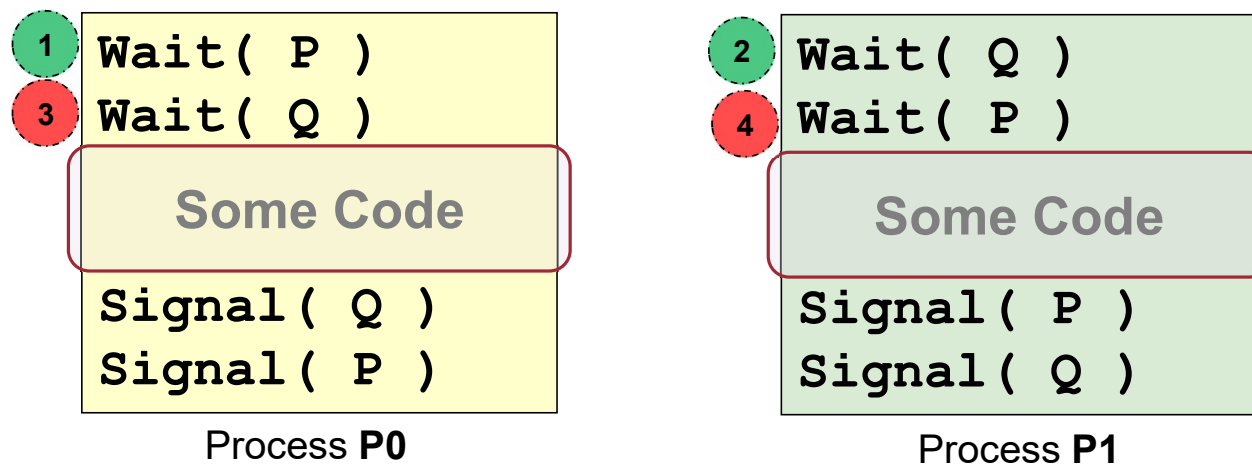 1
Wait( P )
3
Wait( Q )
Some Code
Signal( Q )
Signal( P )
Process P0
2
Wait( Q )
4
Wait( P )
Some Code
Signal( P )
Signal( Q )
Process P1